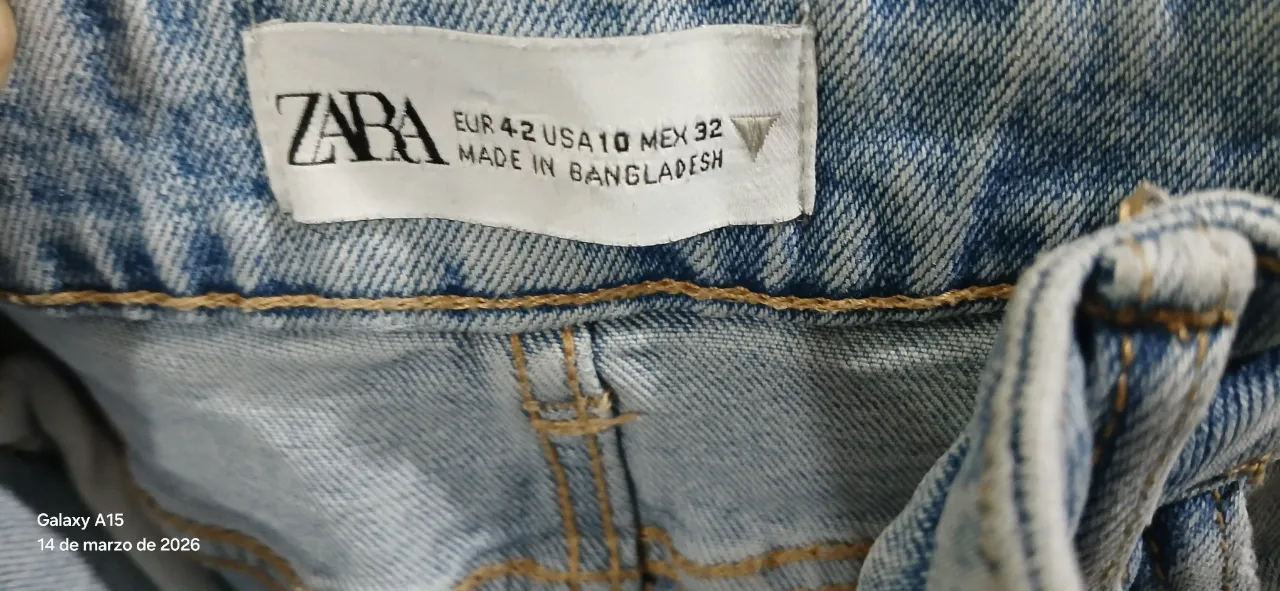 ZARA
EUR 42 USA 10 MEX 32
MADE IN BANGLADESH
Galaxy A15
14 de marzo de 2026